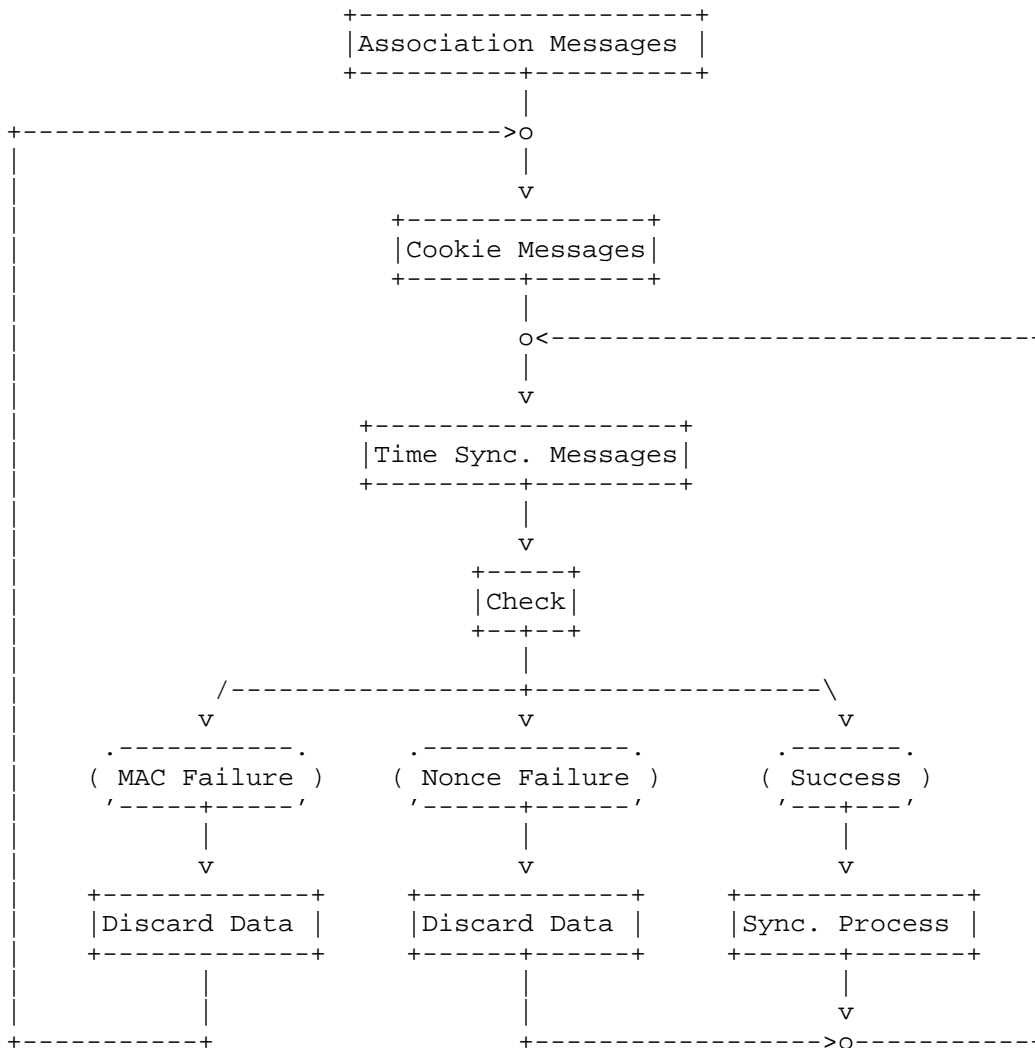 Association Messages
Cookie Messages
Time Sync. Messages
Check
( MAC Failure ) ( Nonce Failure ) ( Success )
Discard Data Discard Data Sync. Process